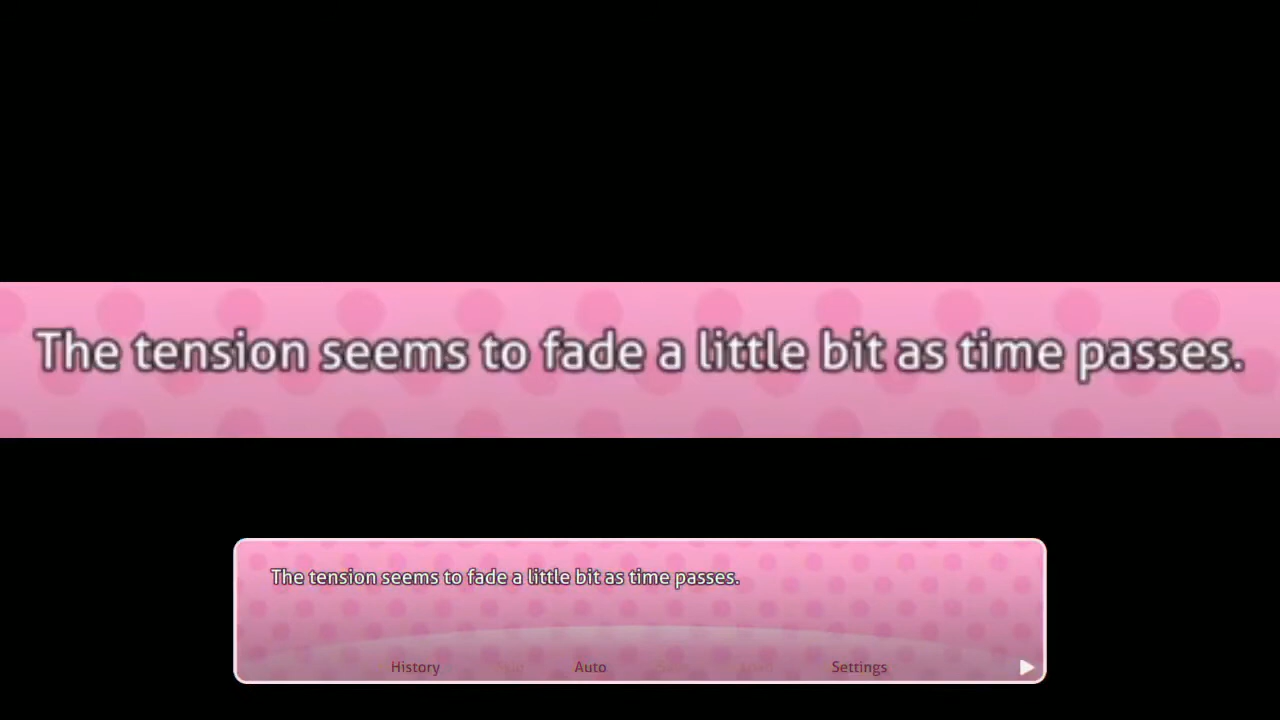 The tension seems to fade a little bit as time passes.
The tension seems to fade a little bit as time passes.
History Auto Settings